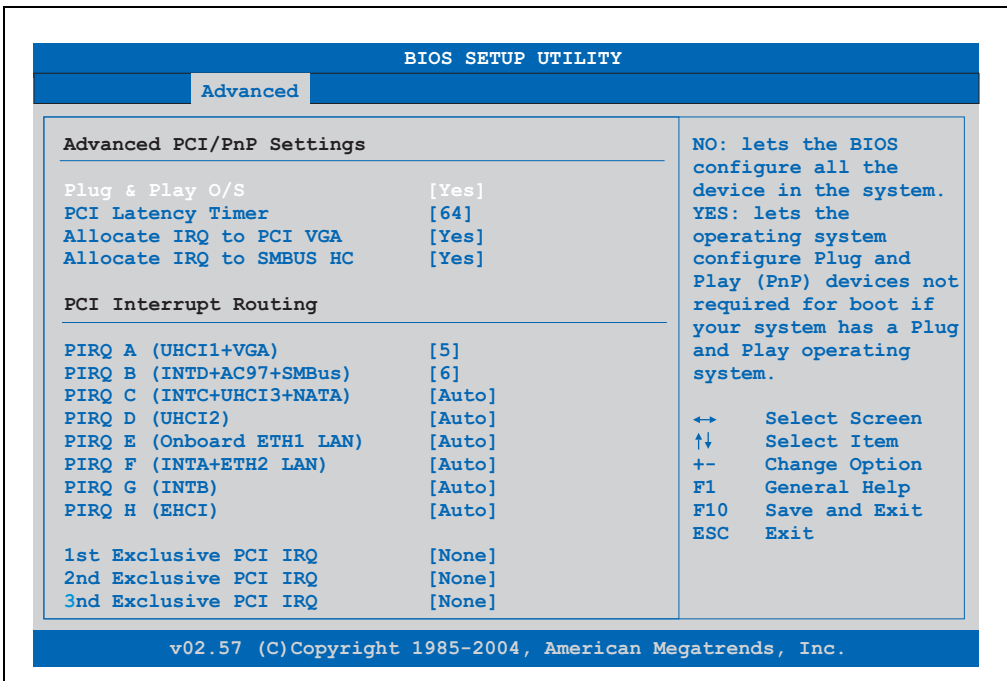 BIOS SETUP UTILITY
Advanced
Advanced PCI/PnP Settings
Plug & Play O/S [Yes]
PCI Latency Timer [64]
Allocate IRQ to PCI VGA [Yes]
Allocate IRQ to SMBUS HC [Yes]
PCI Interrupt Routing
PIRQ A (UHCI1+VGA) [5]
PIRQ B (INTD+AC97+SMBus) [6]
PIRQ C (INTC+UHCI3+NATA) [Auto]
PIRQ D (UHCI2) [Auto]
PIRQ E (Onboard ETH1 LAN) [Auto]
PIRQ F (INTA+ETH2 LAN) [Auto]
PIRQ G (INTB) [Auto]
PIRQ H (EHCI) [Auto]
1st Exclusive PCI IRQ [None]
2nd Exclusive PCI IRQ [None]
3nd Exclusive PCI IRQ [None]
NO: lets the BIOS
configure all the
device in the system.
YES: lets the
operating system
configure Plug and
Play (PnP) devices not
required for boot if
your system has a Plug
and Play operating
system.
↔ Select Screen
↑↓ Select Item
+- Change Option
F1 General Help
F10 Save and Exit
ESC Exit
v02.57 (C)Copyright 1985-2004, American Megatrends, Inc.